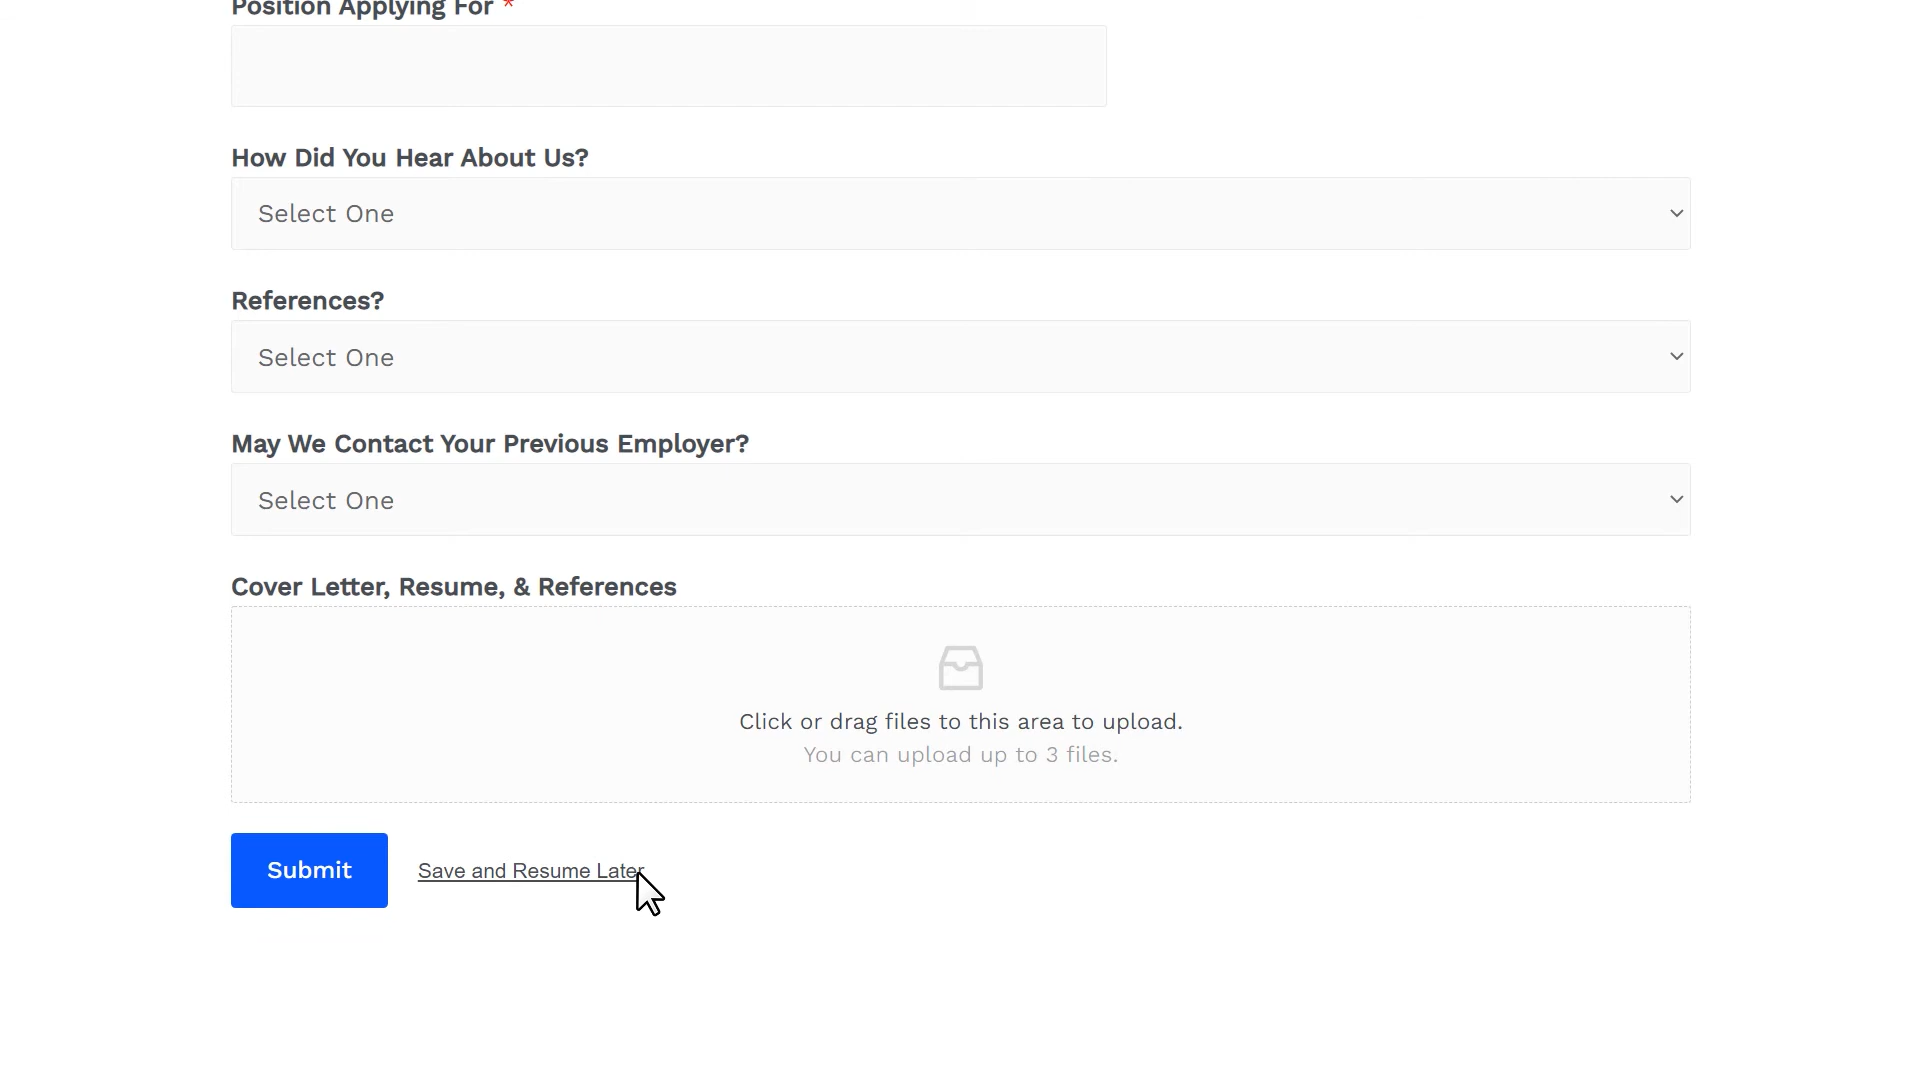 Position Applying For *
How Did You Hear About Us?
Select One
References?
Select One
May We Contact Your Previous Employer?
Select One
Cover Letter, Resume, & References
Click or drag files to this area to upload.
You can upload up to 3 files.
Submit
Save and Resume Later